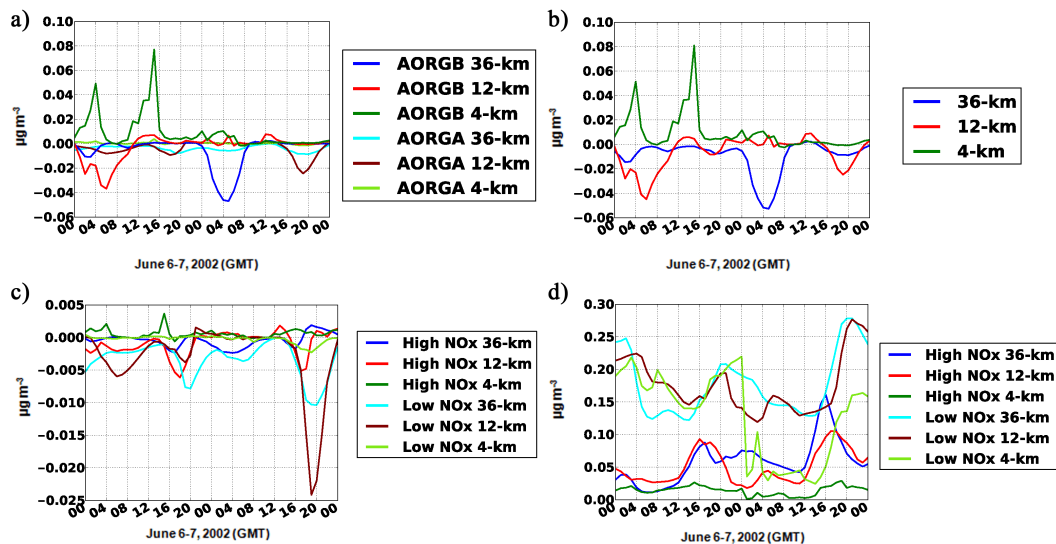 a)
0.10
0.08
0.06
0.04
0.02
0.00
−0.02
−0.04
−0.06
µg m⁻³
00 04 08 12 16 20 00 04 08 12 16 20 00
June 6-7, 2002 (GMT)
AORGB 36-km
AORGB 12-km
AORGB 4-km
AORGA 36-km
AORGA 12-km
AORGA 4-km
b)
0.10
0.08
0.06
0.04
0.02
0.00
−0.02
−0.04
−0.06
µg m⁻³
00 04 08 12 16 20 00 04 08 12 16 20 00
June 6-7, 2002 (GMT)
36-km
12-km
4-km
c)
0.005
0.000
−0.005
−0.010
−0.015
−0.020
−0.025
µg m⁻³
00 04 08 12 16 20 00 04 08 12 16 20 00
June 6-7, 2002 (GMT)
High NOx 36-km
High NOx 12-km
High NOx 4-km
Low NOx 36-km
Low NOx 12-km
Low NOx 4-km
d)
0.30
0.25
0.20
0.15
0.10
0.05
0.00
µg m⁻³
00 04 08 12 16 20 00 04 08 12 16 20 00
June 6-7, 2002 (GMT)
High NOx 36-km
High NOx 12-km
High NOx 4-km
Low NOx 36-km
Low NOx 12-km
Low NOx 4-km